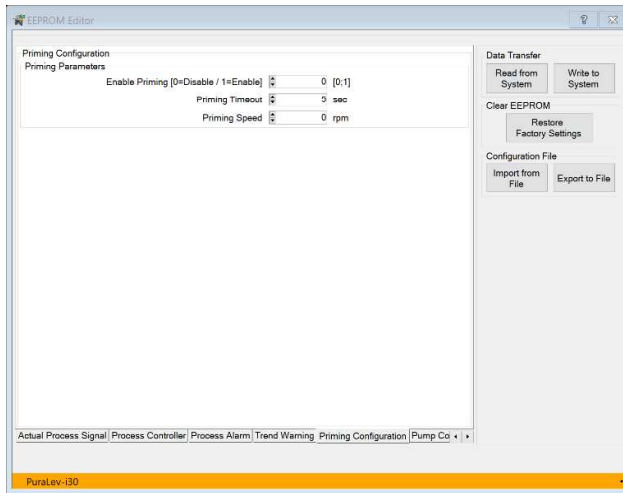 EEPROM Editor
?
Priming Configuration
Priming Parameters
Enable Priming [0=Disable / 1=Enable] 0 [0;1]
Priming Timeout 5 sec
Priming Speed 0 rpm
Data Transfer
Read from System
Write to System
Clear EEPROM
Restore Factory Settings
Configuration File
Import from File
Export to File
Actual Process Signal Process Controller Process Alarm Trend Warning Priming Configuration Pump Co
PuraLev-i30